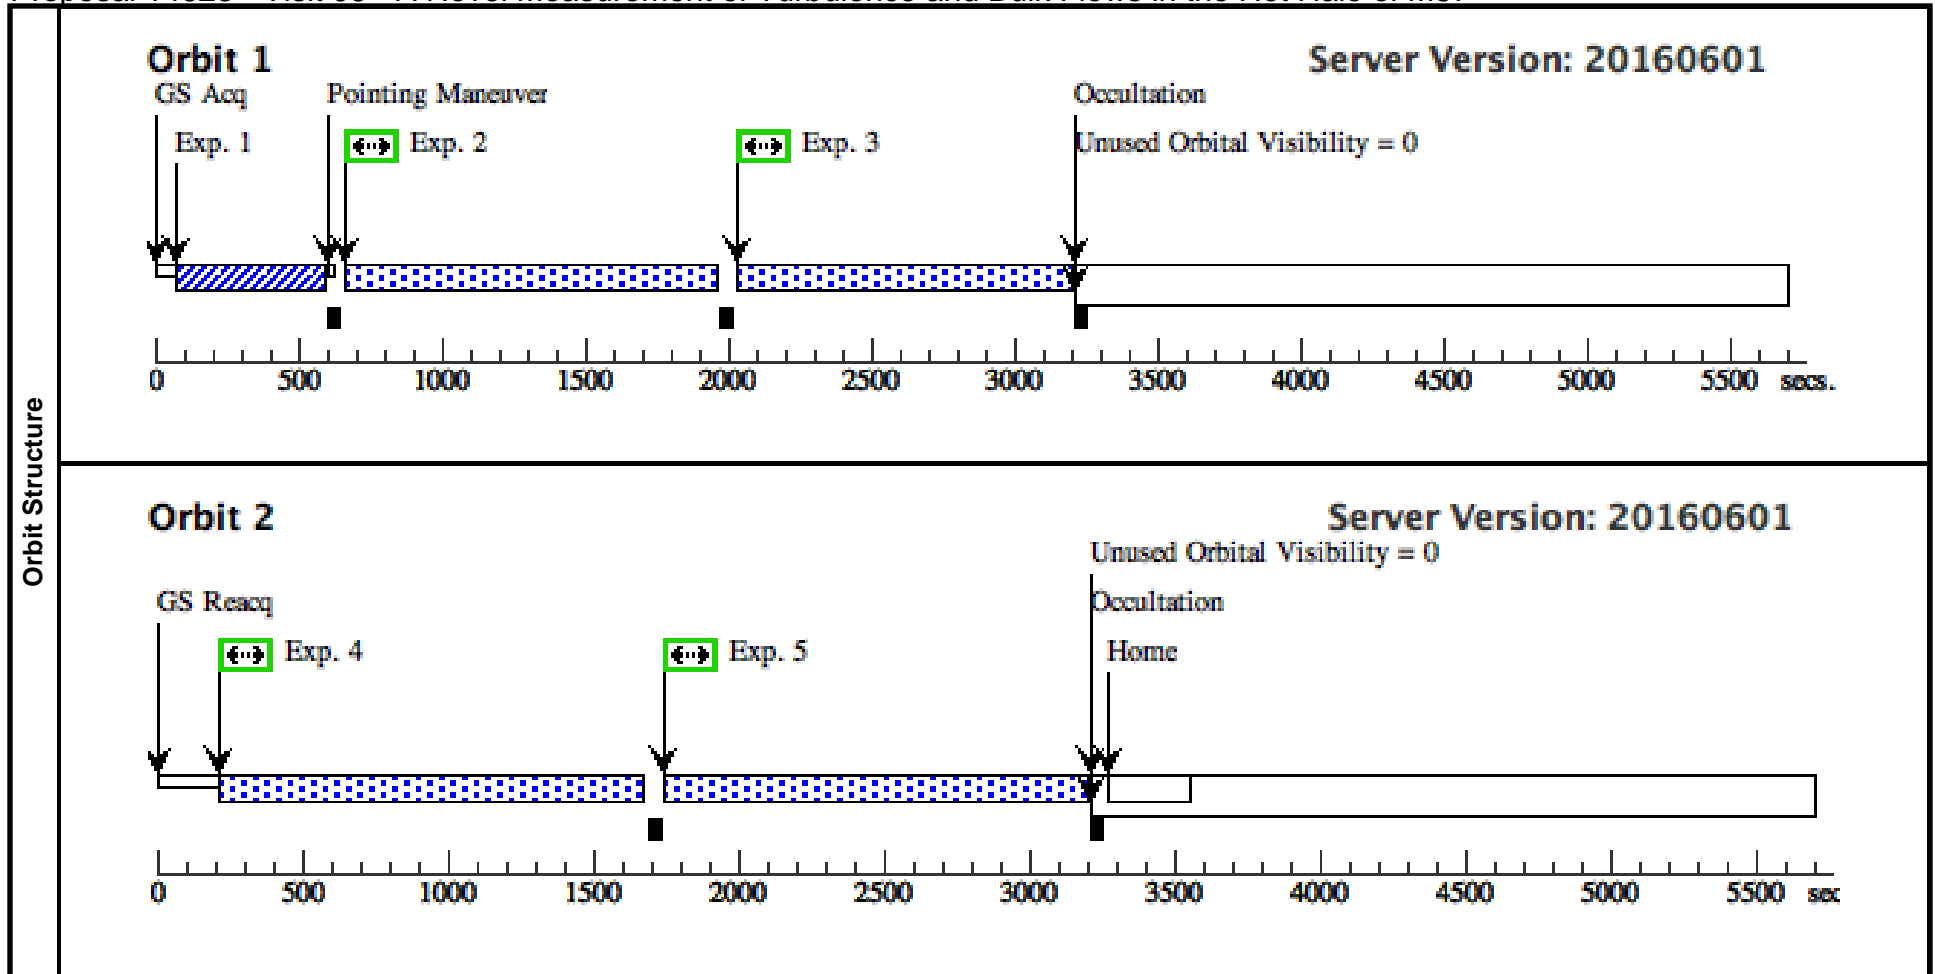 Orbit Structure
Orbit 1
Server Version: 20160601
GS Acq
Pointing Maneuver
Occultation
Exp. 1
Exp. 2
Exp. 3
Unused Orbital Visibility = 0
0 500 1000 1500 2000 2500 3000 3500 4000 4500 5000 5500 secs.
Orbit 2
Server Version: 20160601
Unused Orbital Visibility = 0
GS Reacq
Occultation
Exp. 4
Exp. 5
Home
0 500 1000 1500 2000 2500 3000 3500 4000 4500 5000 5500 sec